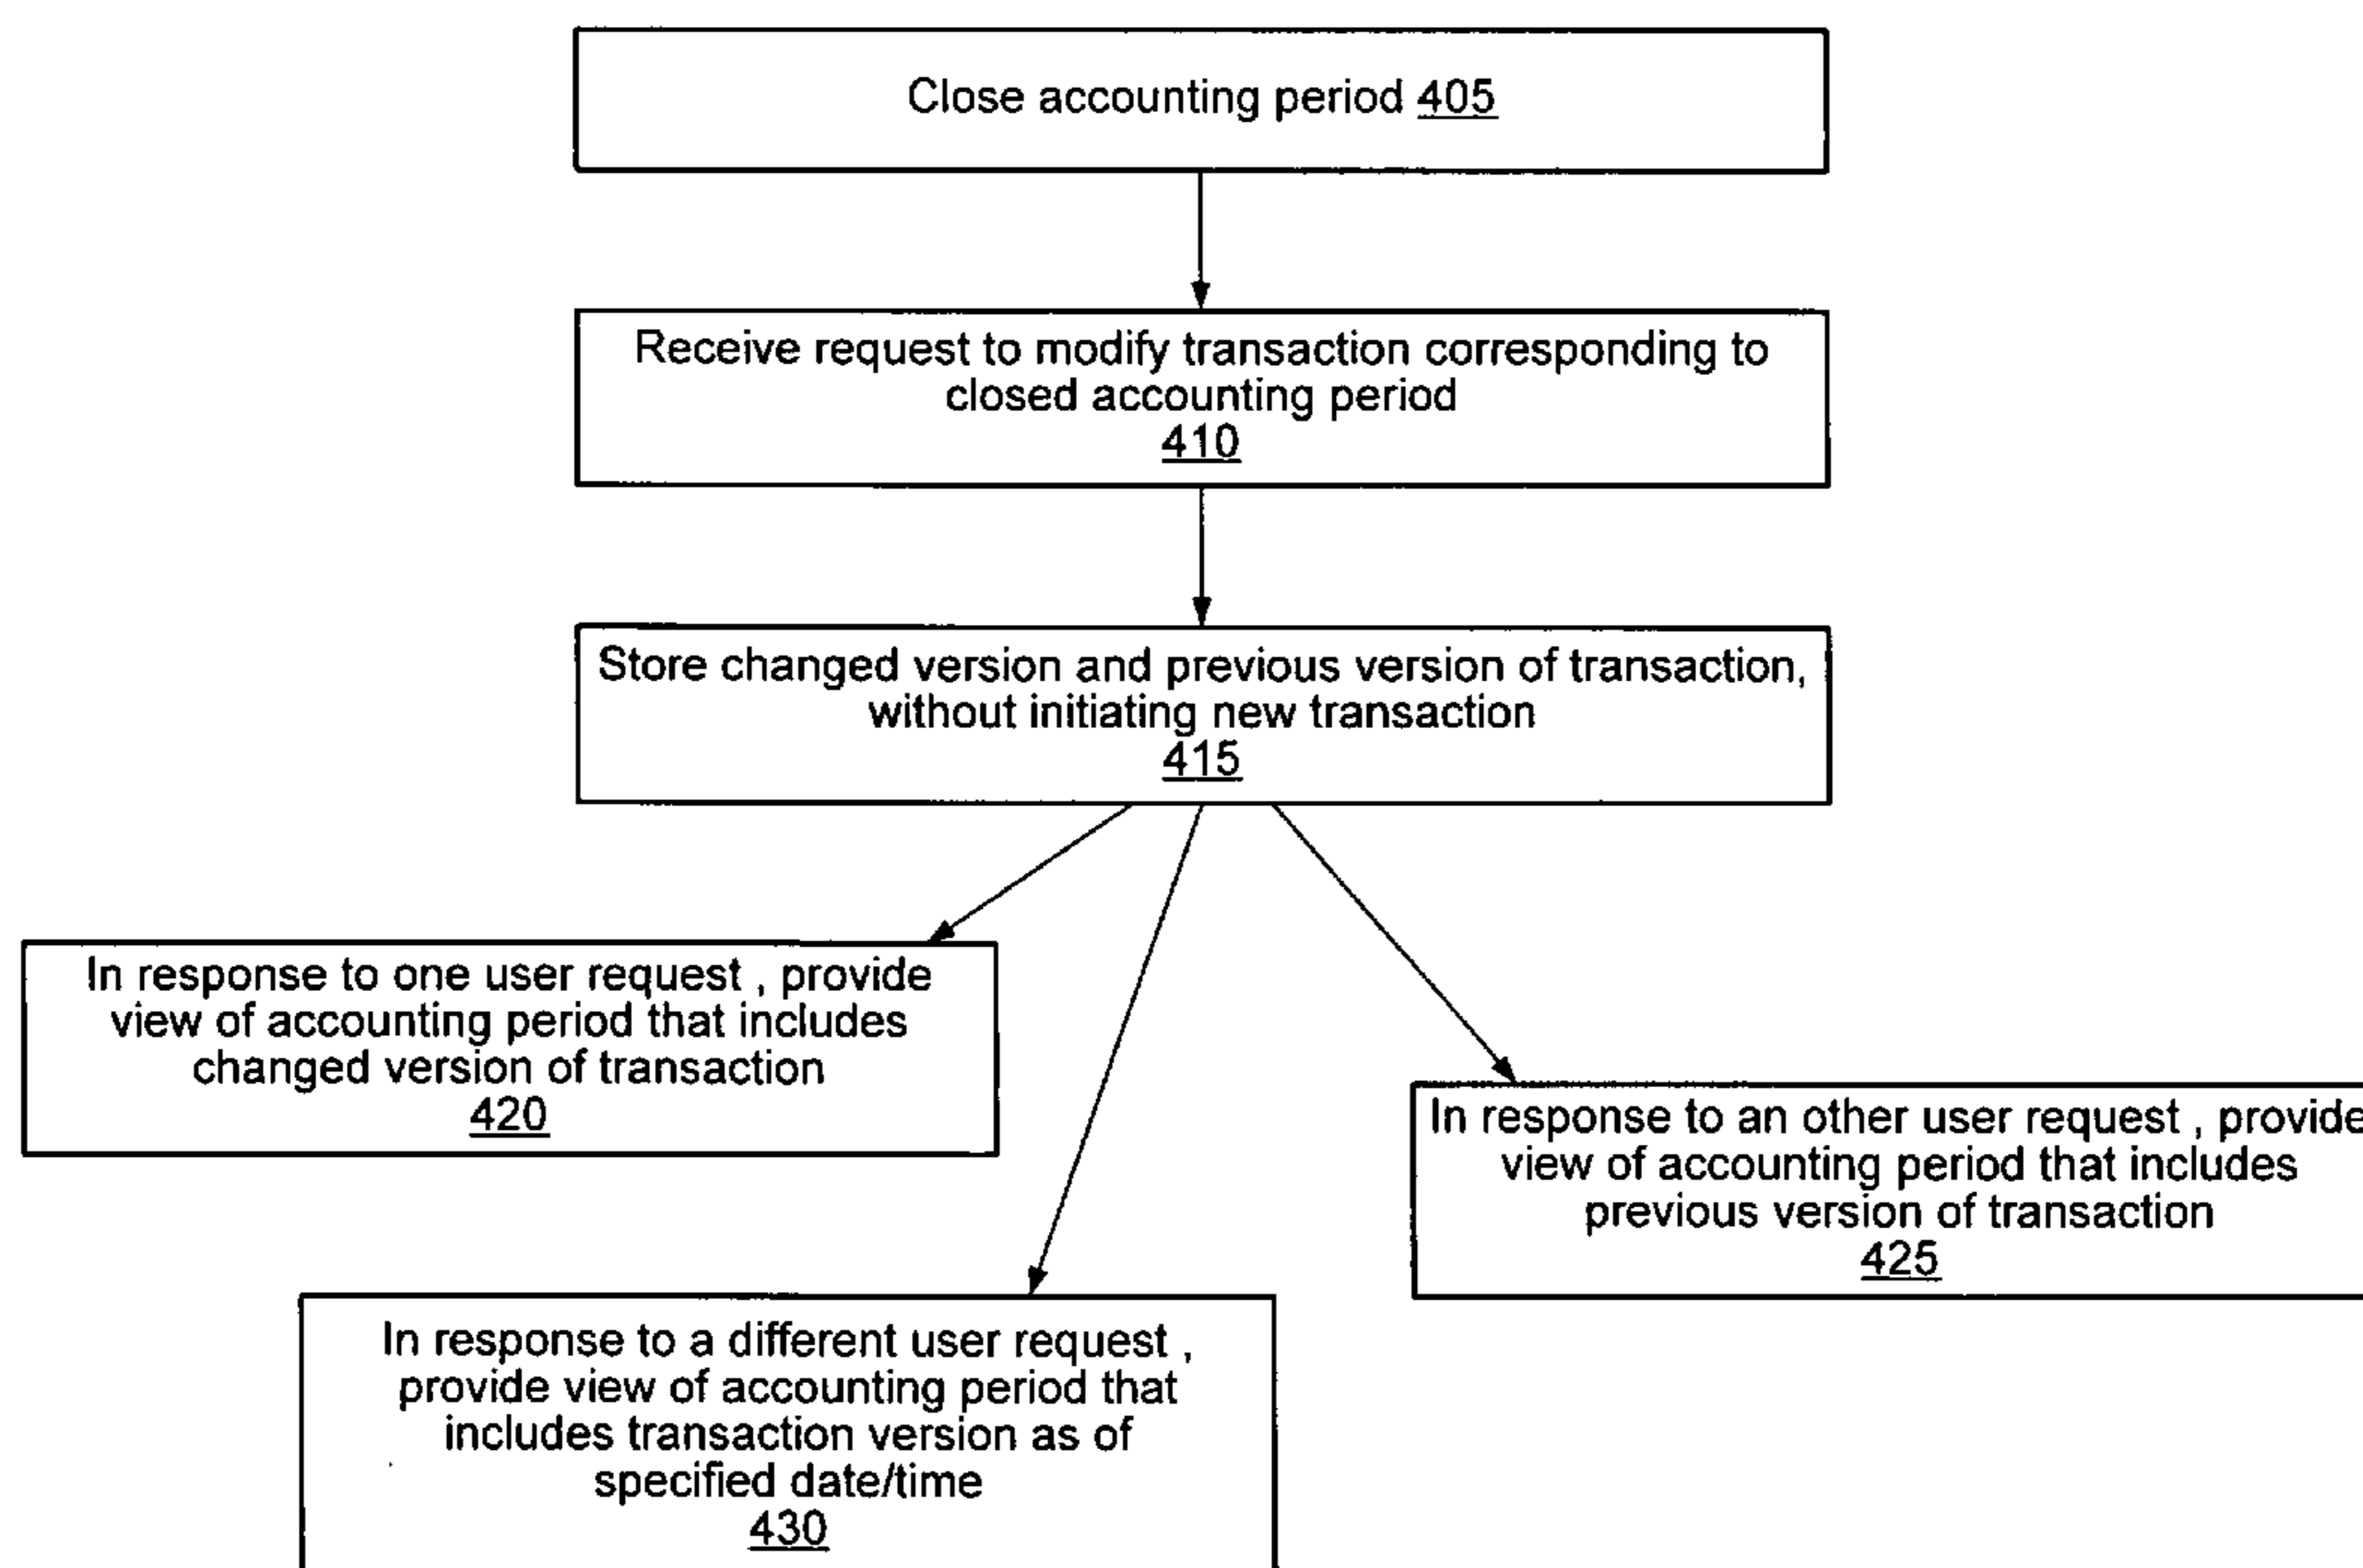 Close accounting period 405
Receive request to modify transaction corresponding to
closed accounting period
410
Store changed version and previous version of transaction,
without initiating new transaction
415
In response to one user request , provide
view of accounting period that includes
changed version of transaction
420
In response to an other user request , provide
view of accounting period that includes
previous version of transaction
425
In response to a different user request ,
provide view of accounting period that
includes transaction version as of
specified date/time
430